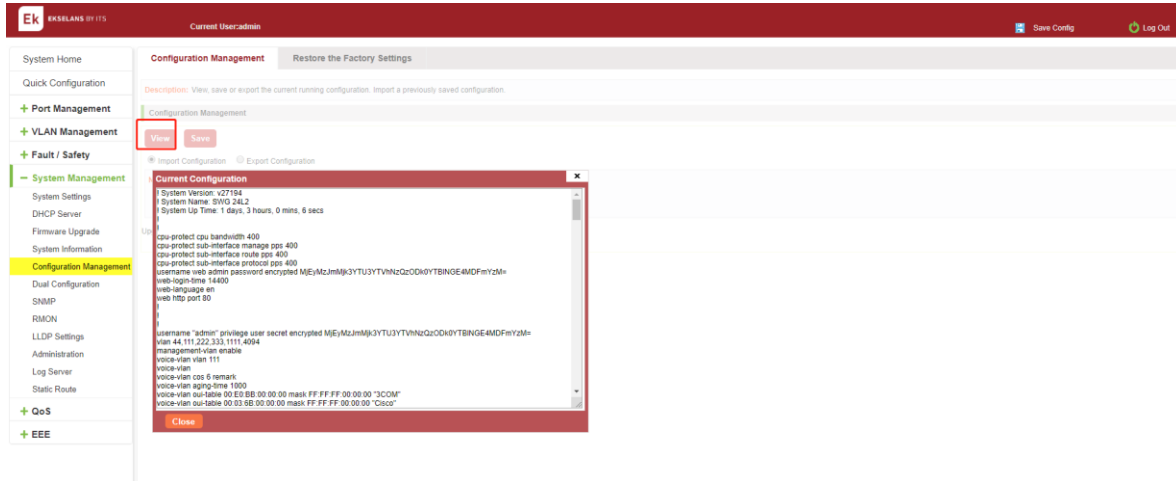 Ek EKSELANS BY ITS
Current User:admin
Save Config
Log Out
System Home
Quick Configuration
+ Port Management
+ VLAN Management
+ Fault / Safety
− System Management
System Settings
DHCP Server
Firmware Upgrade
System Information
Configuration Management
Dual Configuration
SNMP
RMON
LLDP Settings
Administration
Log Server
Static Route
+ QoS
+ EEE
Configuration Management
Restore the Factory Settings
Description: View, save or export the current running configuration. Import a previously saved configuration.
Configuration Management
View
Save
Import Configuration
Export Configuration
Current Configuration
x
! System Version: v27194
! System Name: SWG 24L2
! System Up Time: 1 days, 3 hours, 0 mins, 6 secs
!
!
cpu-protect cpu bandwidth 400
cpu-protect sub-interface manage pps 400
cpu-protect sub-interface route pps 400
cpu-protect sub-interface protocol pps 400
username web admin password encrypted
web-login-time 14400
web-language en
web http port 80
!
!
!
username "admin" privilege user secret encrypted
vlan 44,111,222,333,1111,4094
management-vlan enable
voice-vlan vlan 111
voice-vlan
voice-vlan cos 6 remark
voice-vlan aging-time 1000
voice-vlan oui-table 00:E0:BB:00:00:00 mask FF:FF:FF:00:00:00 "3COM"
voice-vlan oui-table 00:03:6B:00:00:00 mask FF:FF:FF:00:00:00 "Cisco"
Close